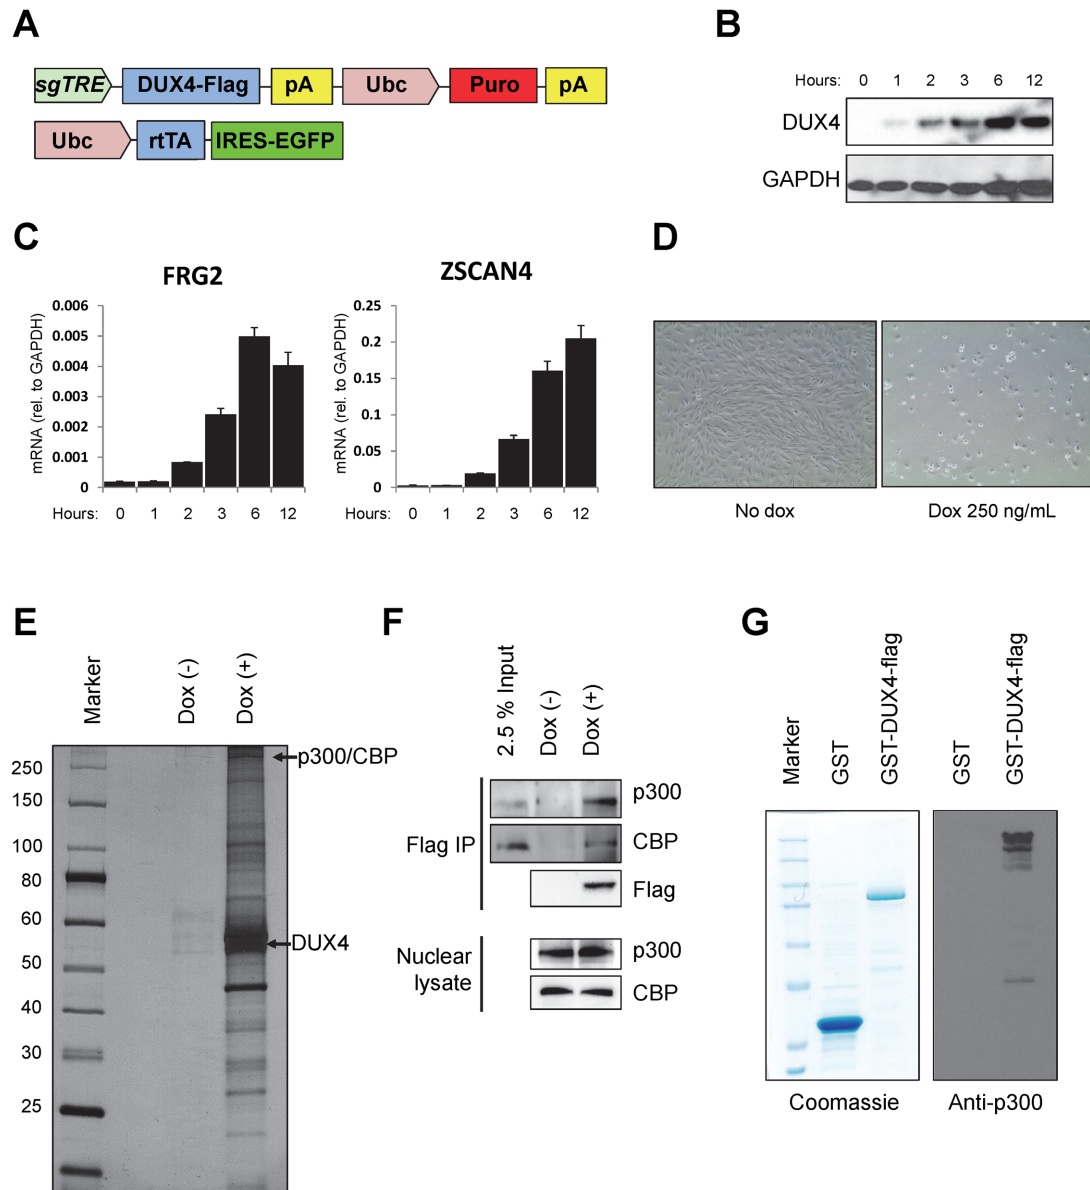 A
sgTRE DUX4-Flag pA Ubc Puro pA
Ubc rtTA IRES-EGFP
B
Hours: 0 1 2 3 6 12
DUX4
GAPDH
C
FRG2
mRNA (rel. to GAPDH)
0.006
0.005
0.004
0.003
0.002
0.001
0
Hours: 0 1 2 3 6 12
ZSCAN4
mRNA (rel. to GAPDH)
0.25
0.2
0.15
0.1
0.05
0
Hours: 0 1 2 3 6 12
D
No dox
Dox 250 ng/mL
E
Marker
Dox (-)
Dox (+)
250
150
100
80
60
50
40
30
25
p300/CBP
DUX4
F
2.5 % Input
Dox (-)
Dox (+)
Flag IP
p300
CBP
Flag
Nuclear
lysate
p300
CBP
G
Marker
GST
GST-DUX4-flag
GST
GST-DUX4-flag
Coomassie
Anti-p300